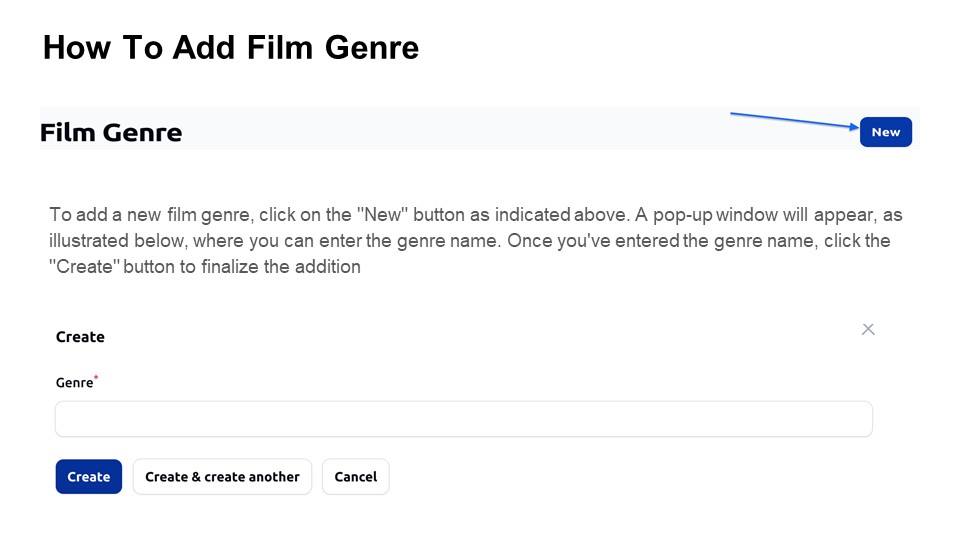 How To Add Film Genre
Film Genre
New
To add a new film genre, click on the "New" button as indicated above. A pop-up window will appear, as
illustrated below, where you can enter the genre name. Once you've entered the genre name, click the
"Create" button to finalize the addition
Create
Genre*
Create
Create & create another
Cancel